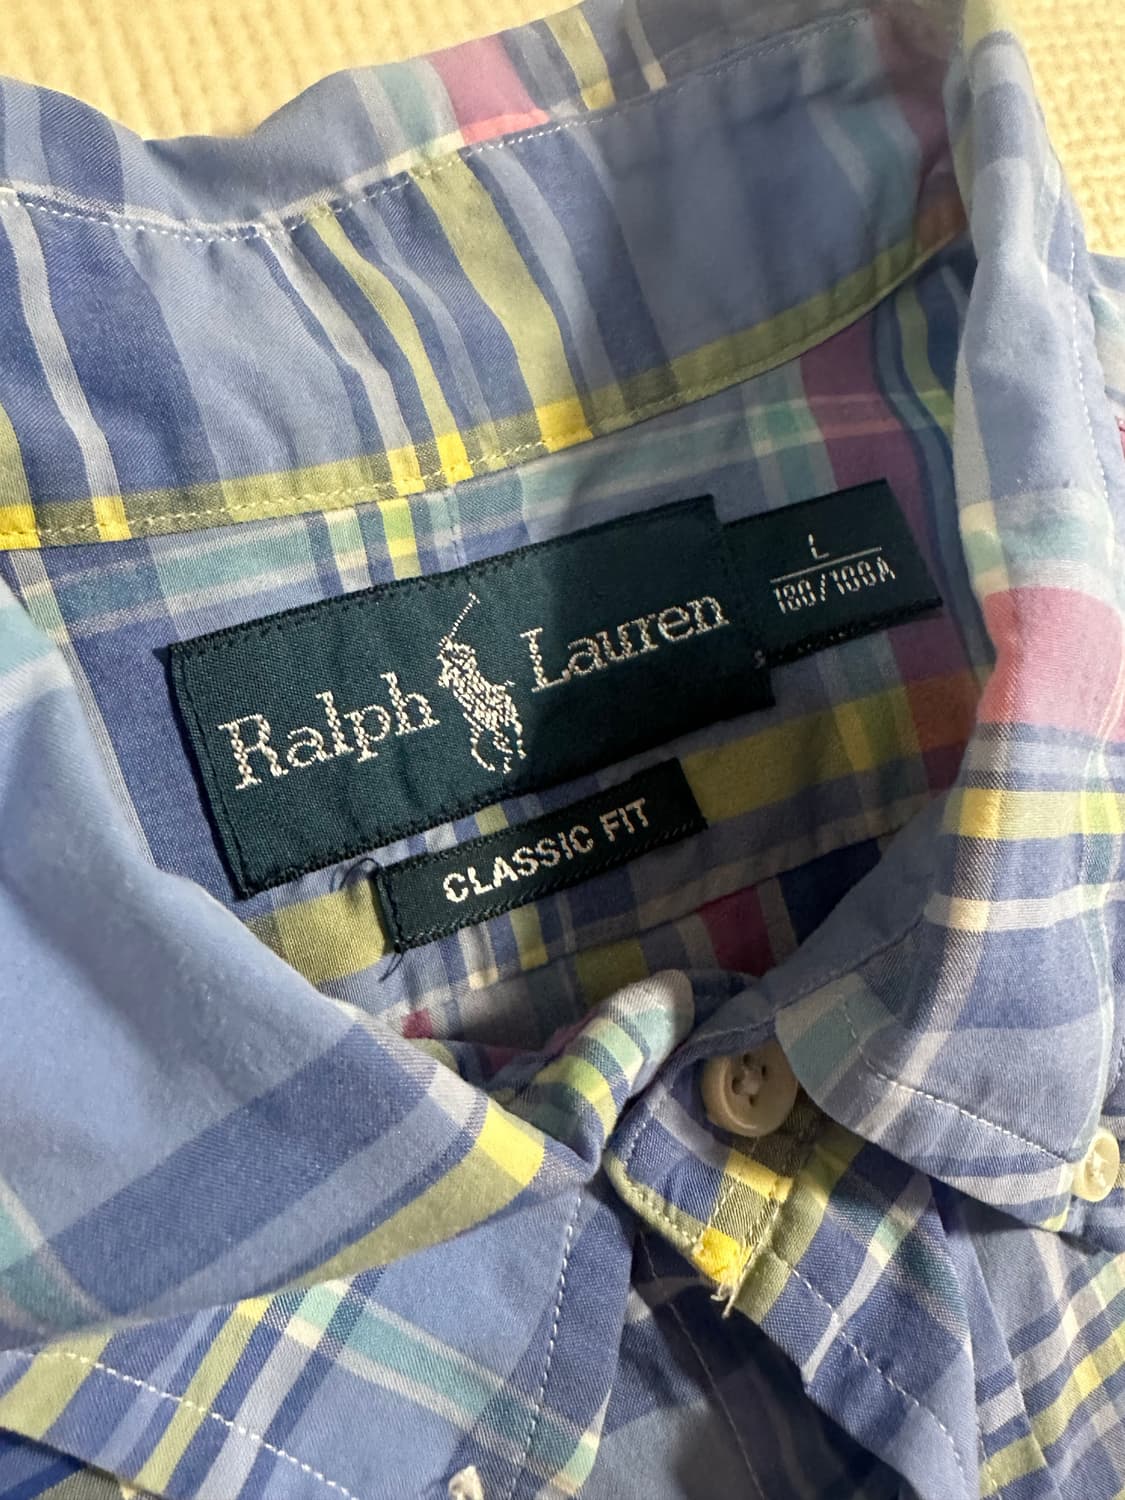 Ralph Lauren
L
180/100A
CLASSIC FIT